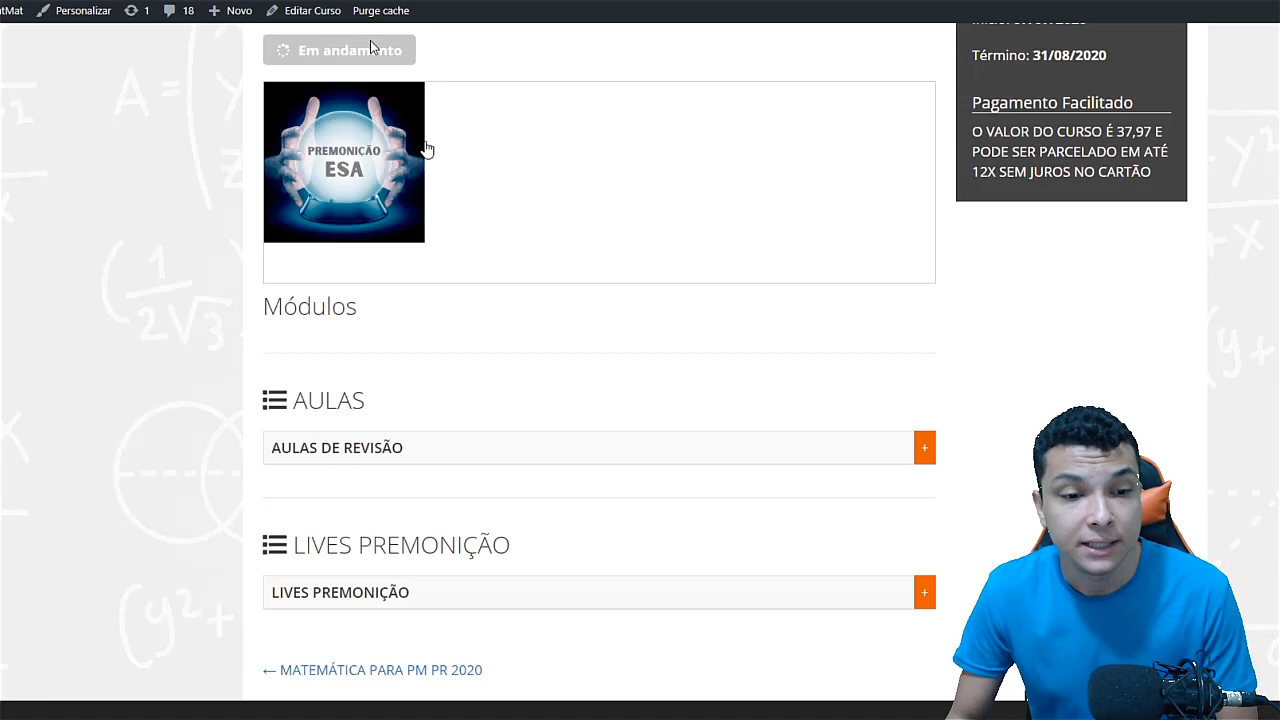 tMat Personalizar 1 18 Novo Editar Curso Purge cache
Em andamento
PREMONIÇÃO
ESA
Término: 31/08/2020
Pagamento Facilitado
O VALOR DO CURSO É 37,97 E
PODE SER PARCELADO EM ATÉ
12X SEM JUROS NO CARTÃO
Módulos
AULAS
AULAS DE REVISÃO +
LIVES PREMONIÇÃO
LIVES PREMONIÇÃO +
← MATEMÁTICA PARA PM PR 2020